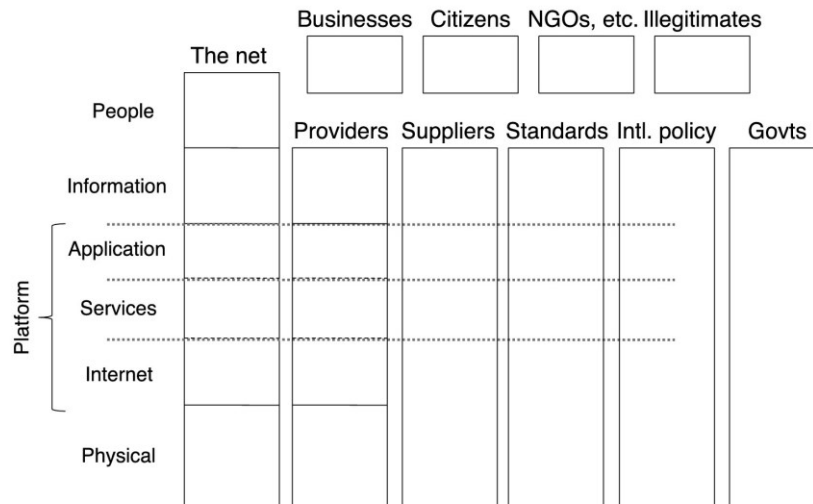 Businesses Citizens NGOs, etc. Illegitimates
The net
People
Providers Suppliers Standards Intl. policy Govts
Information
Application
Services
Platform
Internet
Physical